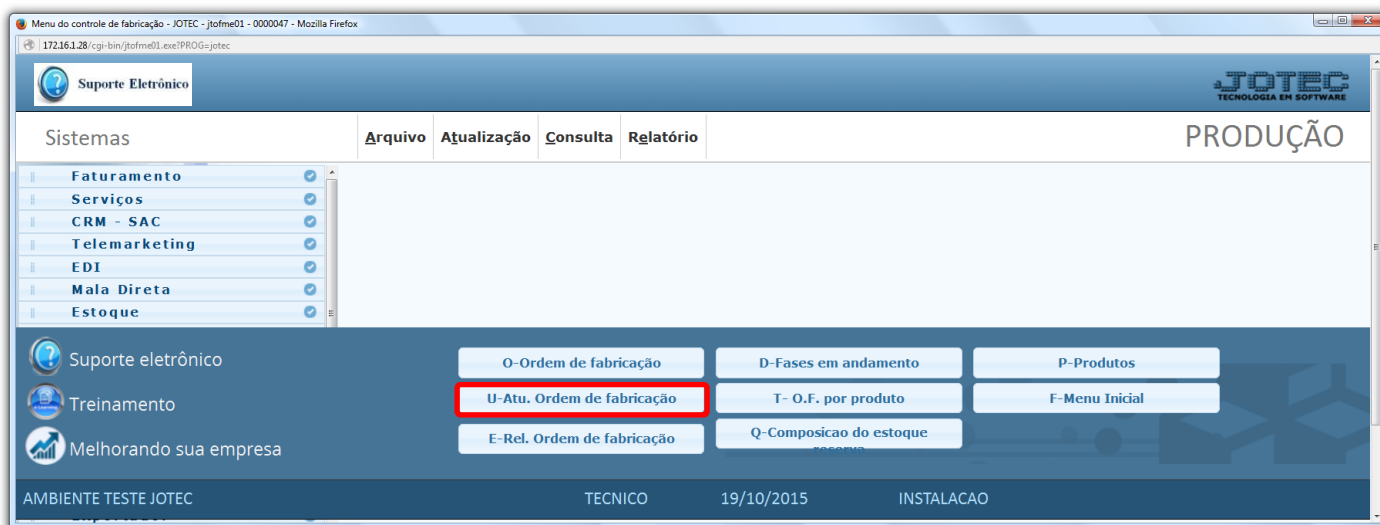 Menu do controle de fabricação - JOTEC - jtofme01 - 0000047 - Mozilla Firefox
172.16.1.28/cgi-bin/jtofme01.exe?PROG=jotec
Suporte Eletrônico
JOTEC
TECNOLOGIA EM SOFTWARE
Sistemas
Arquivo Atualização Consulta Relatório
PRODUÇÃO
Faturamento
Serviços
CRM - SAC
Telemarketing
EDI
Mala Direta
Estoque
Suporte eletrônico
Treinamento
Melhorando sua empresa
O-Ordem de fabricação D-Fases em andamento P-Produtos
U-Atu. Ordem de fabricação T- O.F. por produto F-Menu Inicial
E-Rel. Ordem de fabricação Q-Composicao do estoque
reserva
AMBIENTE TESTE JOTEC TECNICO 19/10/2015 INSTALACAO